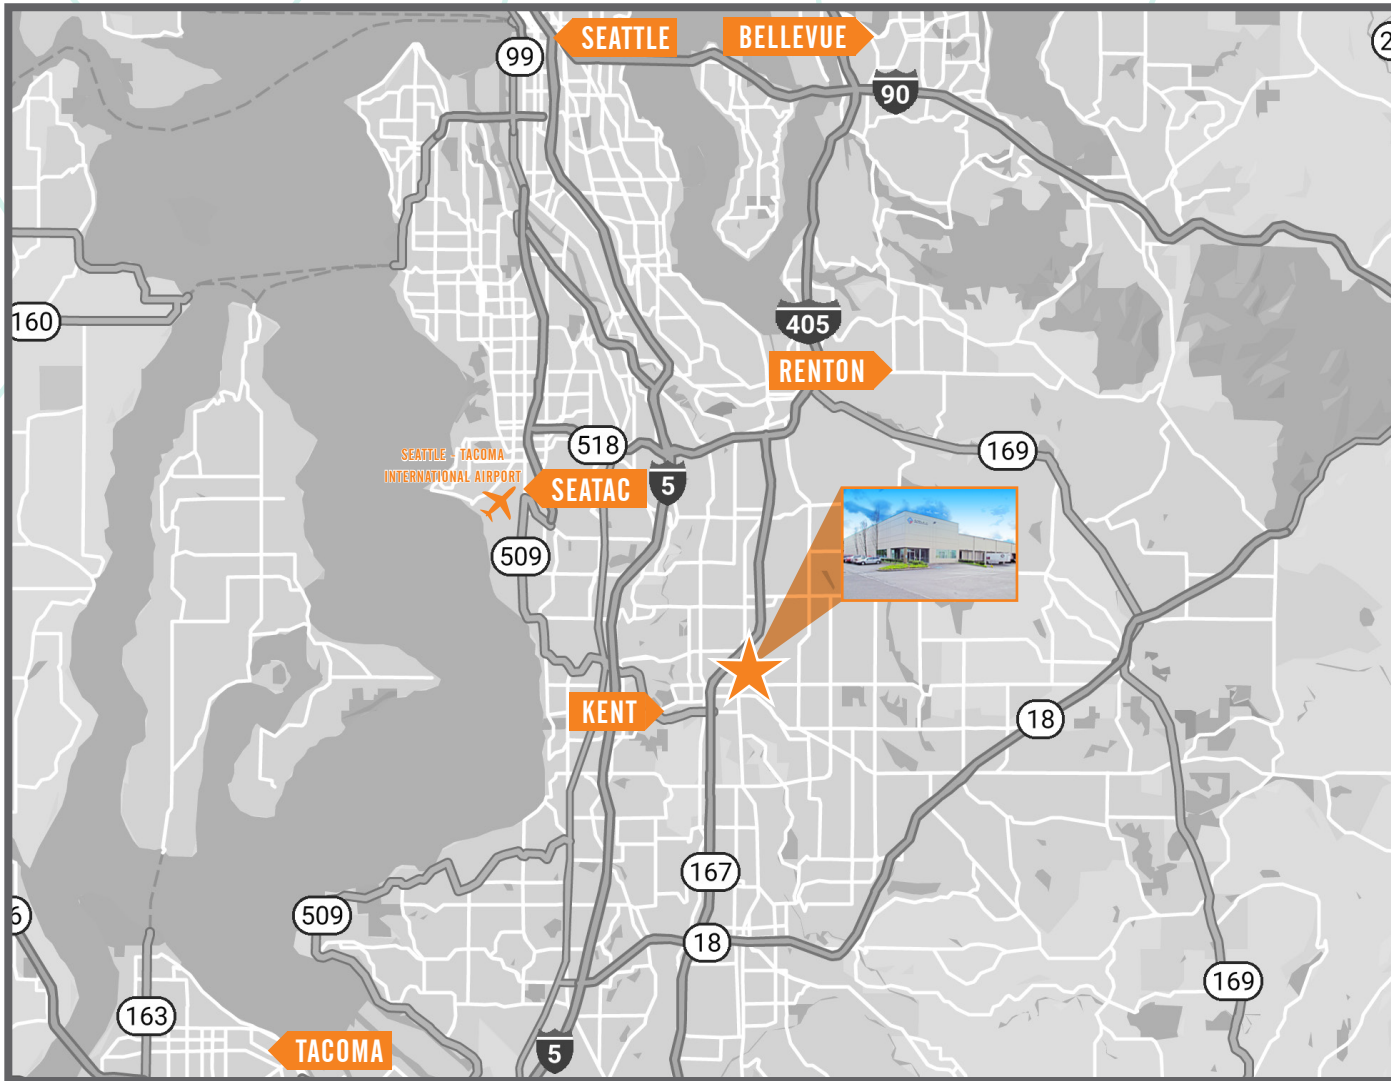 SEATTLE
BELLEVUE
99
90
160
405
RENTON
518
169
SEATTLE - TACOMA
INTERNATIONAL AIRPORT
SEATAC
5
509
KENT
18
167
509
18
169
163
TACOMA
5